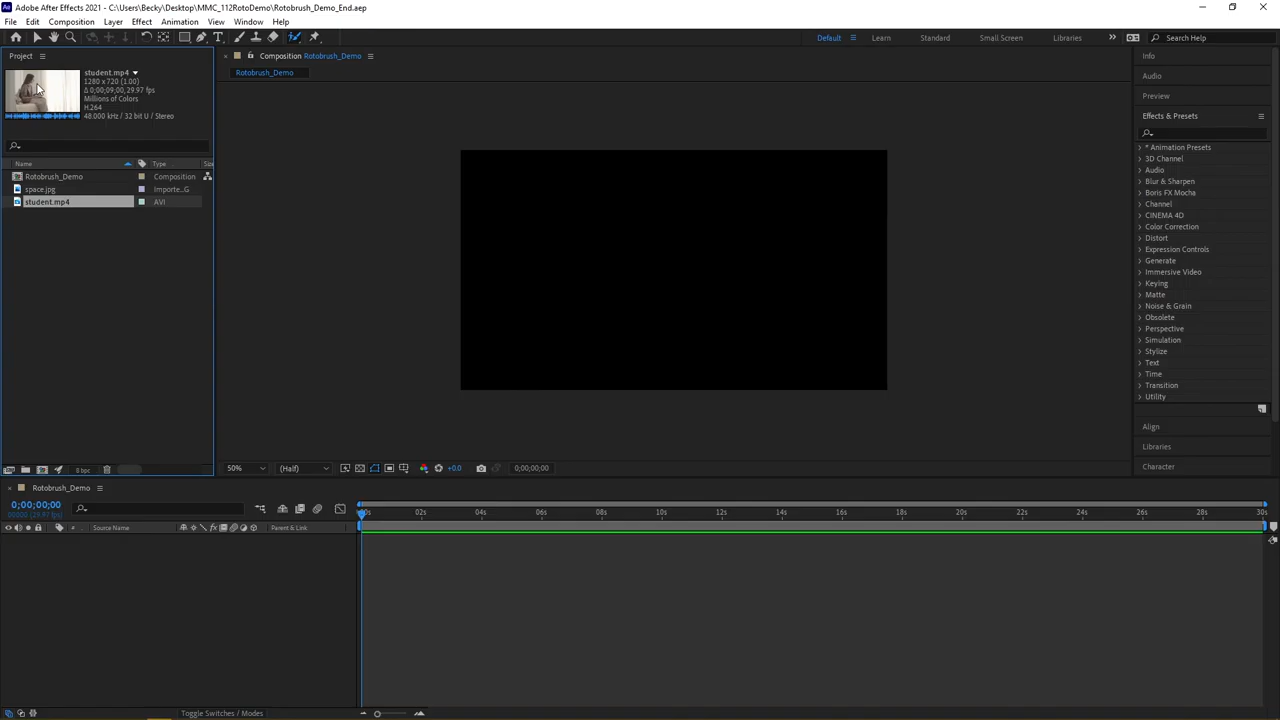 Adobe After Effects 2021 - C:\Users\Becky\Desktop\MMC_112RotoDemo\Rotobrush_Demo_End.aep
File Edit Composition Layer Effect Animation View Window Help
Default Learn Standard Small Screen Libraries Search Help
Project
Composition Rotobrush_Demo
Rotobrush_Demo
student.mp4
1280 x 720 (1.00)
Δ 0;00;09;00, 29.97 fps
Millions of Colors
H.264
48.000 kHz / 32 bit U / Stereo
Name Type Size
Rotobrush_Demo Composition
space.jpg Importe...G
student.mp4 AVI
8 bpc
50% (Half) +0.0 0;00;00;00
Info
Audio
Preview
Effects & Presets
* Animation Presets
3D Channel
Audio
Blur & Sharpen
Boris FX Mocha
Channel
CINEMA 4D
Color Correction
Distort
Expression Controls
Generate
Immersive Video
Keying
Matte
Noise & Grain
Obsolete
Perspective
Simulation
Stylize
Text
Time
Transition
Utility
Align
Libraries
Character
Rotobrush_Demo
0;00;00;00
00000 (29.97 fps)
# Source Name Parent & Link
02s 04s 06s 08s 10s 12s 14s 16s 18s 20s 22s 24s 26s 28s 30s
Toggle Switches / Modes